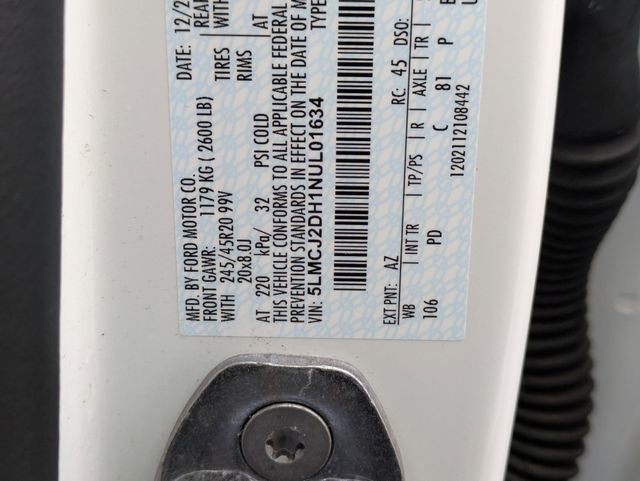 MFD. BY FORD MOTOR CO. DATE: 12/2
FRONT GAWR: 1179 KG ( 2600 LB) REAR
WITH 245/45R20 99V TIRES
20x8.0J RIMS
AT 220 kPa/ 32 PSI COLD AT
THIS VEHICLE CONFORMS TO ALL APPLICABLE FEDERAL
PREVENTION STANDARDS IN EFFECT ON THE DATE OF M
VIN: 5LMCJ2DH1NUL01634 TYPE
EXT PNT: AZ RC: 45 DSO:
WB INT TR TP/PS R AXLE TR S
106 PD C 81 P
12021112108442